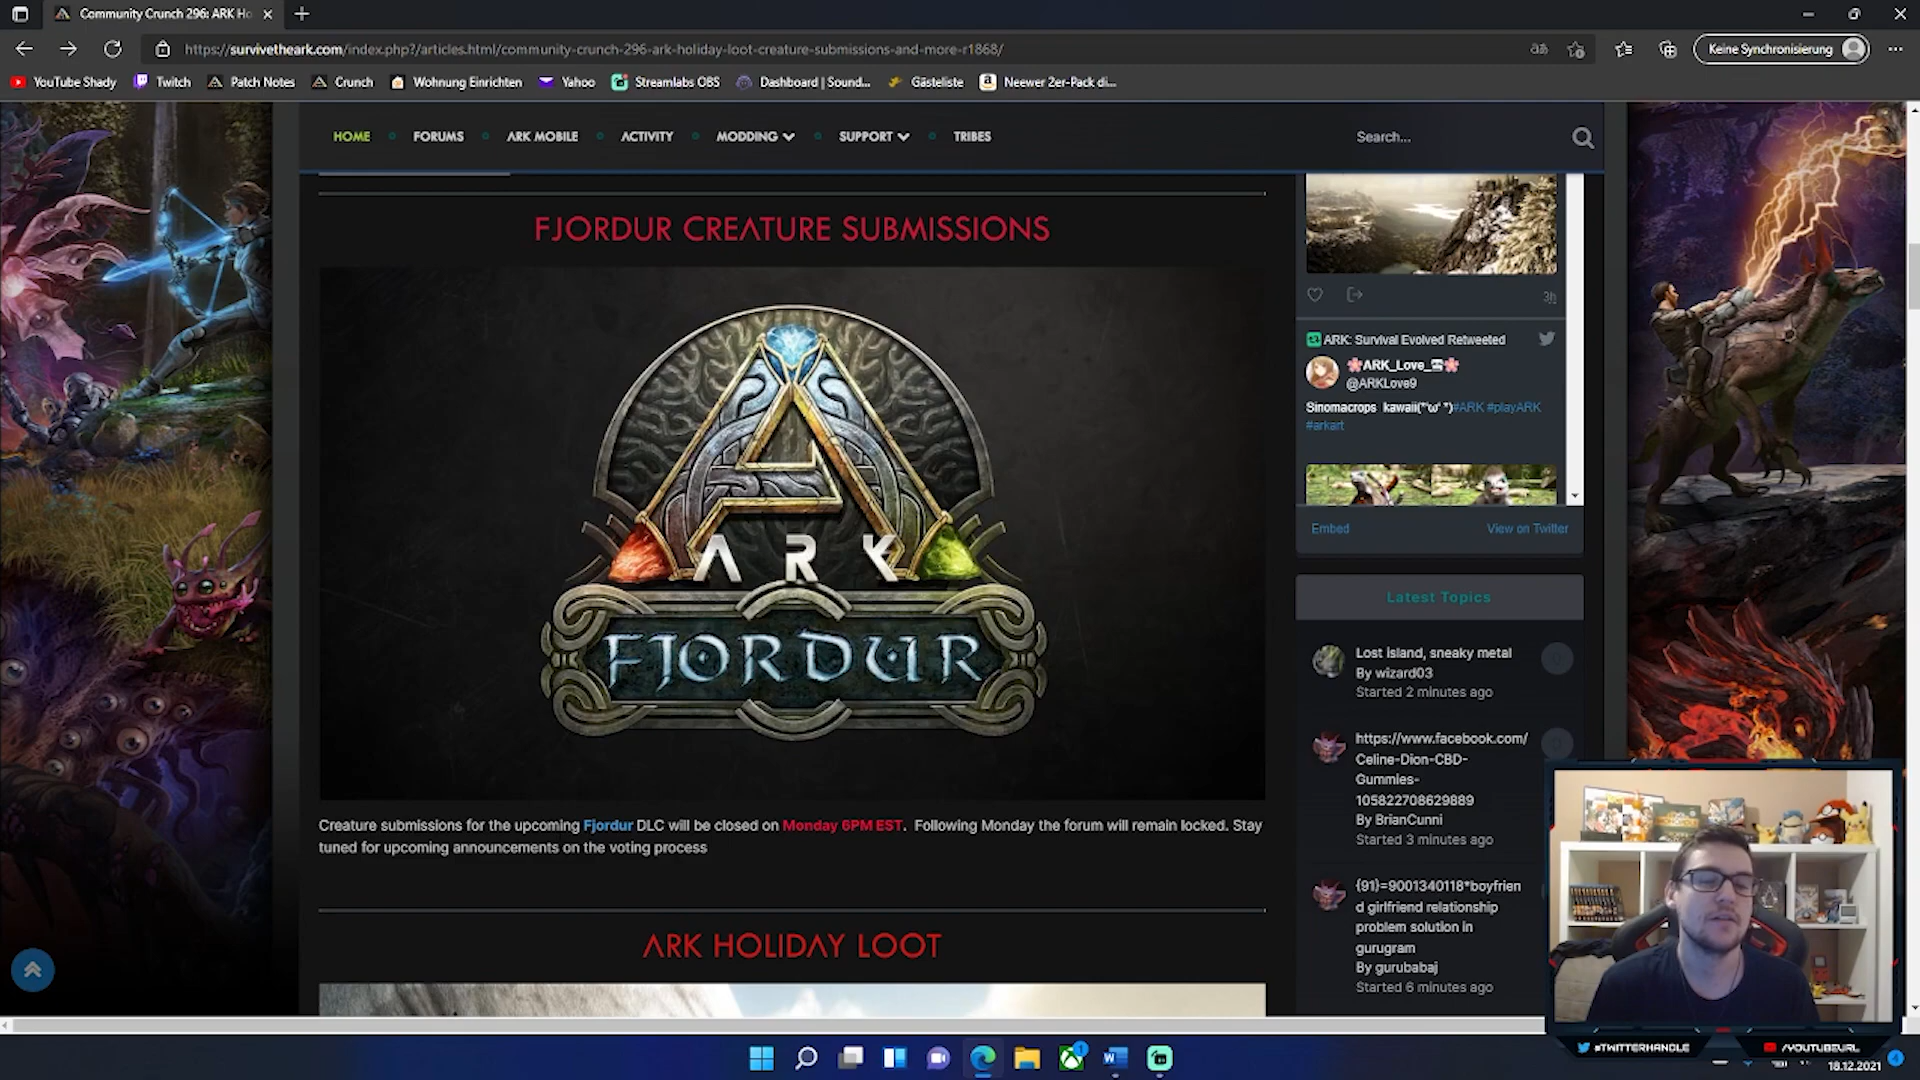 Community Crunch 296: ARK Ho
https://survivetheark.com/index.php?/articles.html/community-crunch-296-ark-holiday-loot-creature-submissions-and-more-r1868/
Keine Synchronisierung
YouTube Shady
Twitch
Patch Notes
Crunch
Wohnung Einrichten
Yahoo
Streamlabs OBS
Dashboard | Sound...
Gästeliste
Neewer 2er-Pack di...
HOME
FORUMS
ARK MOBILE
ACTIVITY
MODDING
SUPPORT
TRIBES
Search...
FJORDUR CREATURE SUBMISSIONS
ARK
FJORDUR
Creature submissions for the upcoming Fjordur DLC will be closed on Monday 6PM EST. Following Monday the forum will remain locked. Stay
tuned for upcoming announcements on the voting process
ARK HOLIDAY LOOT
3h
ARK: Survival Evolved Retweeted
ARK_Love_
@ARKLove9
Sinomacrops kawaii(*'ω'*)#ARK #playARK
#arkart
Embed
View on Twitter
Latest Topics
Lost island, sneaky metal
By wizard03
Started 2 minutes ago
https://www.facebook.com/
Celine-Dion-CBD-
Gummies-
105822708629889
By BrianCunni
Started 3 minutes ago
{91}=9001340118*boyfrien
d girlfriend relationship
problem solution in
gurugram
By gurubabaj
Started 6 minutes ago
#TWITTERHANDLE
/YOUTUBEURL
18.12.2021